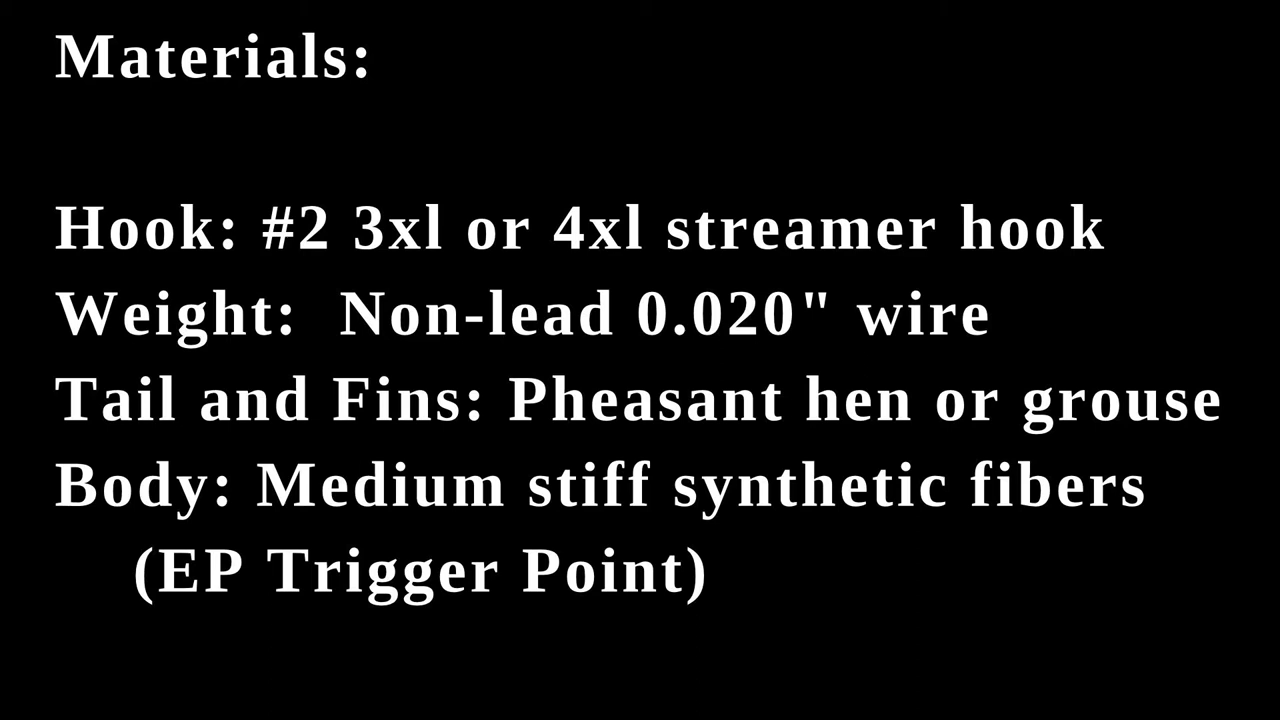 Materials:
Hook: #2 3xl or 4xl streamer hook
Weight:  Non-lead 0.020" wire
Tail and Fins: Pheasant hen or grouse
Body: Medium stiff synthetic fibers
(EP Trigger Point)